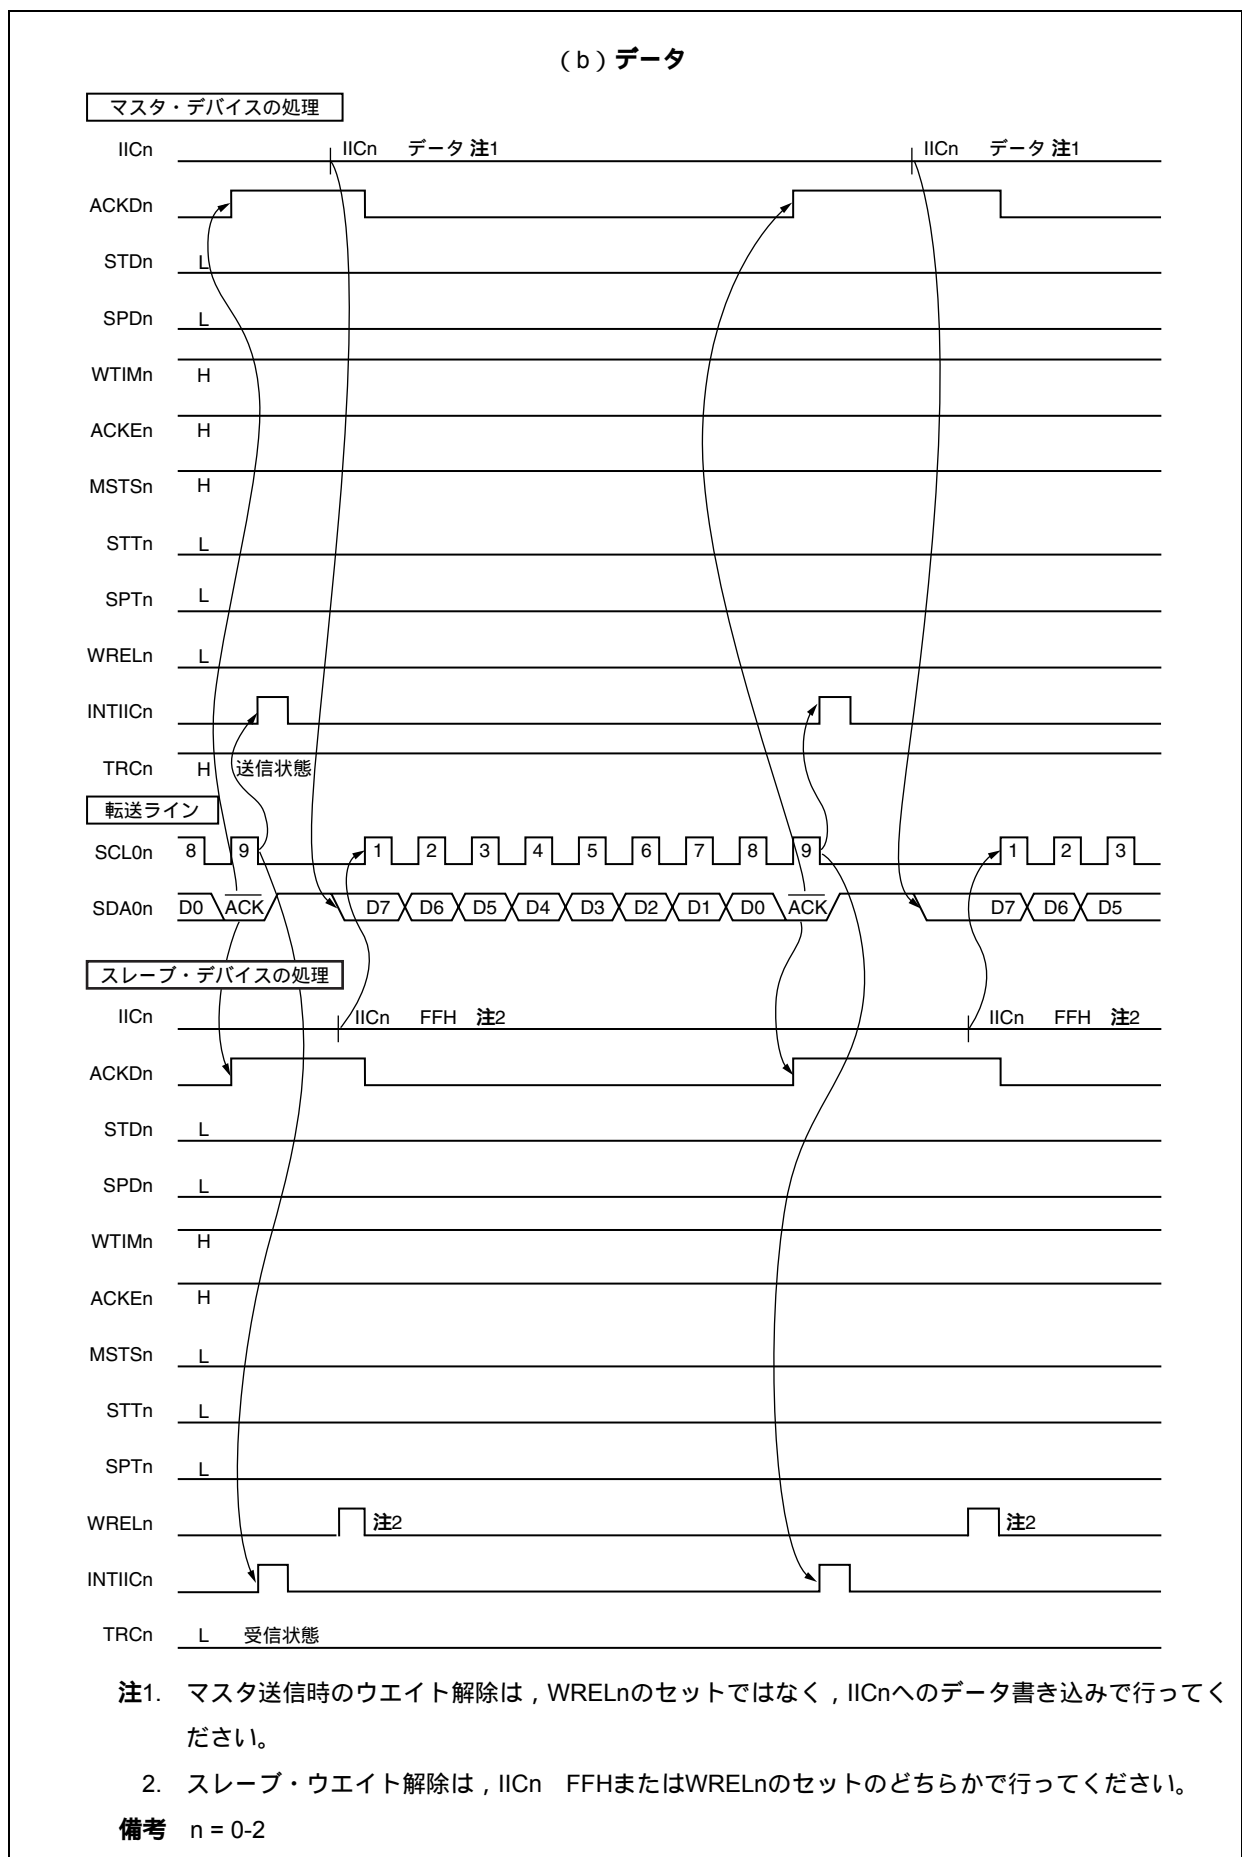 （b）データ
マスタ・デバイスの処理
IICn IICn データ 注1 IICn データ 注1
ACKDn
STDn L
SPDn L
WTIMn H
ACKEn H
MSTSn H
STTn L
SPTn L
WRELn L
INTIICn
TRCn H 送信状態
転送ライン
SCL0n 8 9 1 2 3 4 5 6 7 8 9 1 2 3
SDA0n D0 ACK D7 D6 D5 D4 D3 D2 D1 D0 ACK D7 D6 D5
スレーブ・デバイスの処理
IICn IICn FFH 注2 IICn FFH 注2
ACKDn
STDn L
SPDn L
WTIMn H
ACKEn H
MSTSn L
STTn L
SPTn L
WRELn 注2 注2
INTIICn
TRCn L 受信状態
注1. マスタ送信時のウエイト解除は，WRELnのセットではなく，IICnへのデータ書き込みで行ってく
ださい。
2. スレーブ・ウエイト解除は，IICn FFHまたはWRELnのセットのどちらかで行ってください。
備考 n = 0-2